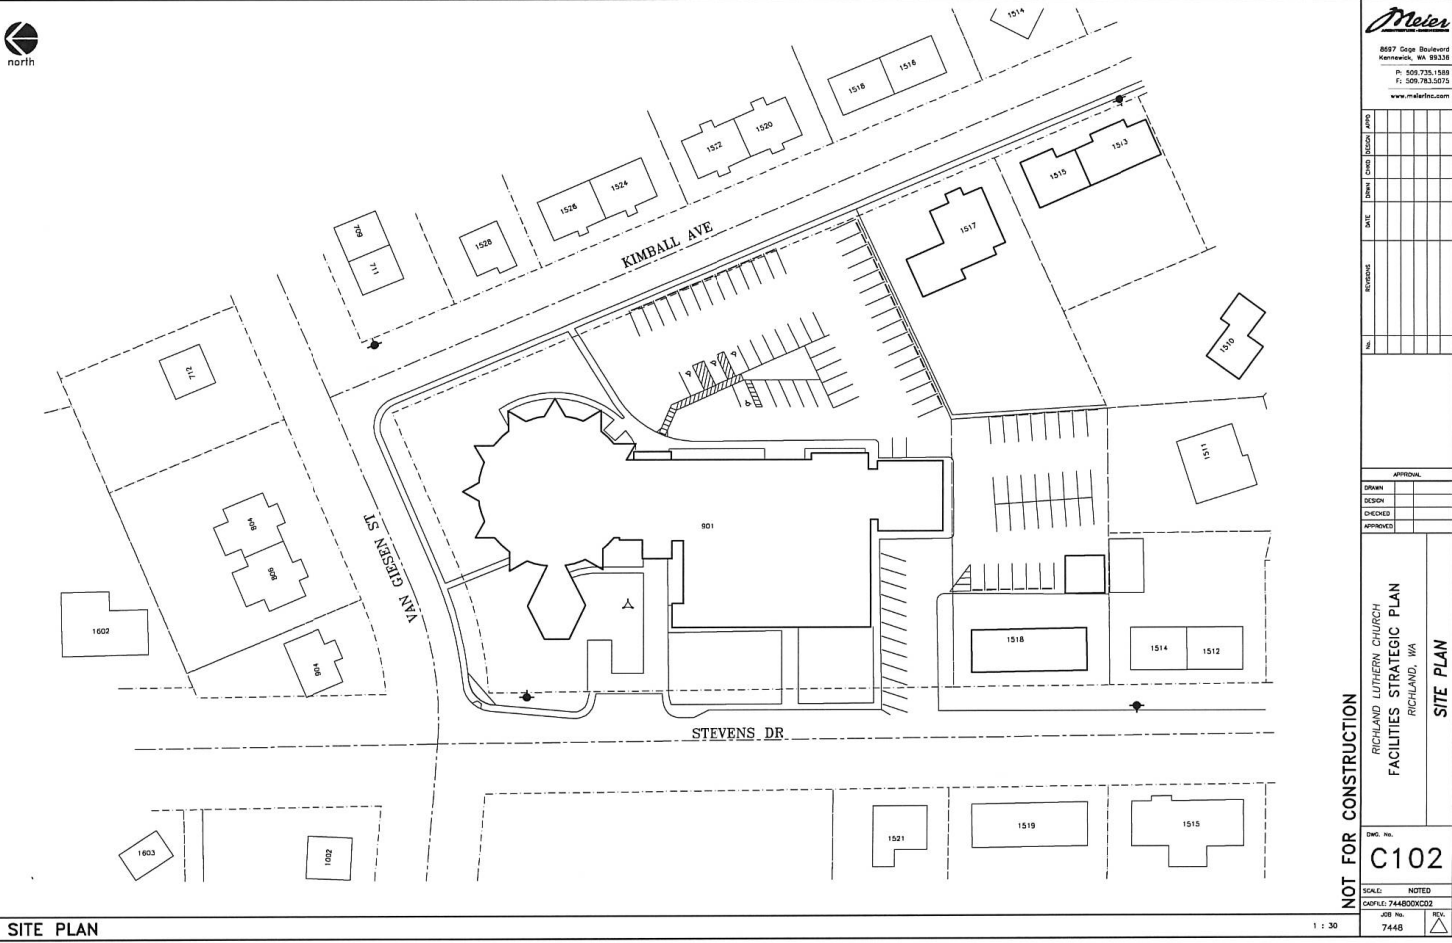 north
1514
1516
1518
1520
1522
1524
1526
1528
709
711
KIMBALL AVE
1513
1515
1517
1510
1511
712
804
806
VAN GIESEN ST
901
1602
904
1518
1514
1512
STEVENS DR
1603
1002
1521
1519
1515
SITE PLAN
1 : 30
NOT FOR CONSTRUCTION
Meier
ARCHITECTURE · ENGINEERING
8697 Gage Boulevard
Kennewick, WA 99336
P: 509.735.1589
F: 509.783.5075
www.meierinc.com
No.
REVISIONS
DATE
DRWN
CHKD
DESIGN
APPD
APPROVAL
DRAWN
DESIGN
CHECKED
APPROVED
RICHLAND LUTHERN CHURCH
FACILITIES STRATEGIC PLAN
RICHLAND, WA
SITE PLAN
DWG. No.
C102
SCALE: NOTED
CADFILE: 744800XC02
JOB No.
7448
REV.